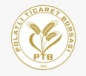 POLATLI TİCARET BORSASI
PTB